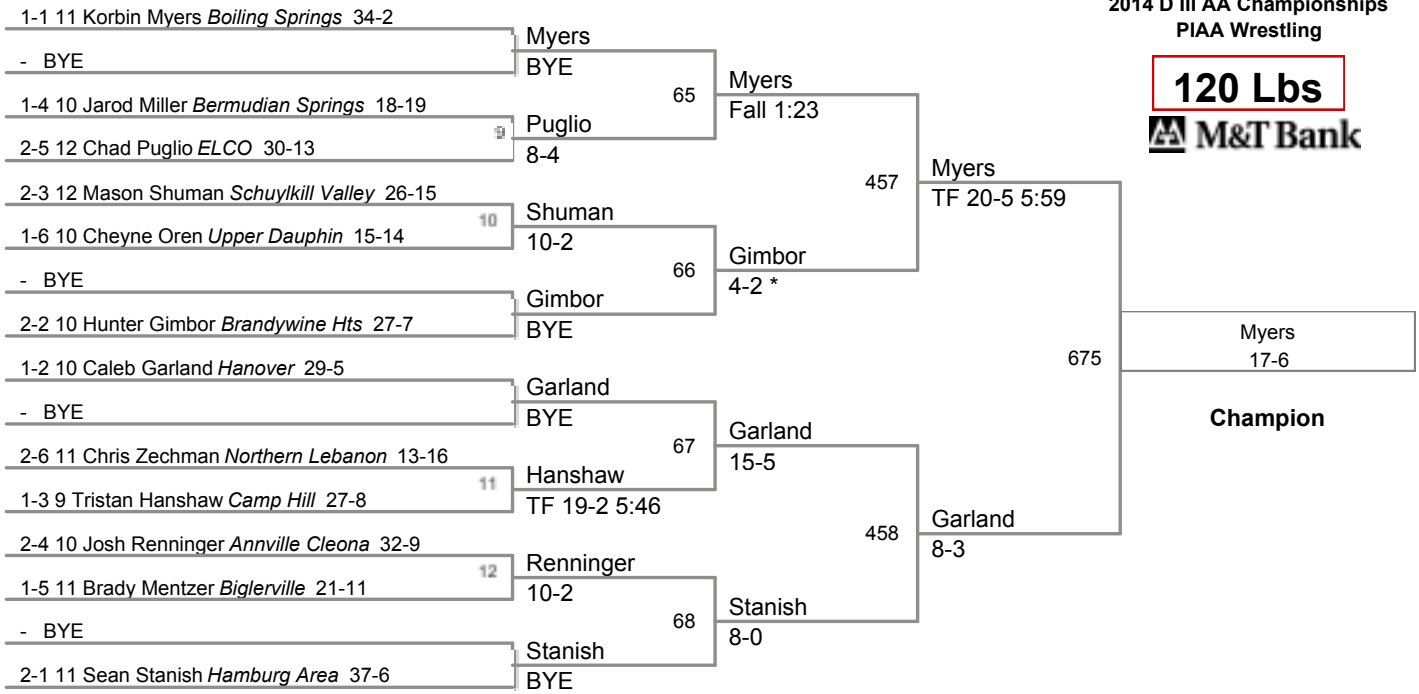 2014 D III AA Championships
PIAA Wrestling
120 Lbs
M&T Bank
1-1 11 Korbin Myers Boiling Springs 34-2
- BYE
1-4 10 Jarod Miller Bermudian Springs 18-19
2-5 12 Chad Puglio ELCO 30-13
2-3 12 Mason Shuman Schuylkill Valley 26-15
1-6 10 Cheyne Oren Upper Dauphin 15-14
- BYE
2-2 10 Hunter Gimbor Brandywine Hts 27-7
1-2 10 Caleb Garland Hanover 29-5
- BYE
2-6 11 Chris Zechman Northern Lebanon 13-16
1-3 9 Tristan Hanshaw Camp Hill 27-8
2-4 10 Josh Renninger Annville Cleona 32-9
1-5 11 Brady Mentzer Biglerville 21-11
- BYE
2-1 11 Sean Stanish Hamburg Area 37-6
Myers
BYE
9
Puglio
8-4
10
Shuman
10-2
Gimbor
BYE
Garland
BYE
11
Hanshaw
TF 19-2 5:46
12
Renninger
10-2
Stanish
BYE
65
Myers
Fall 1:23
66
Gimbor
4-2 *
67
Garland
15-5
68
Stanish
8-0
457
Myers
TF 20-5 5:59
458
Garland
8-3
675
Myers
17-6
Champion